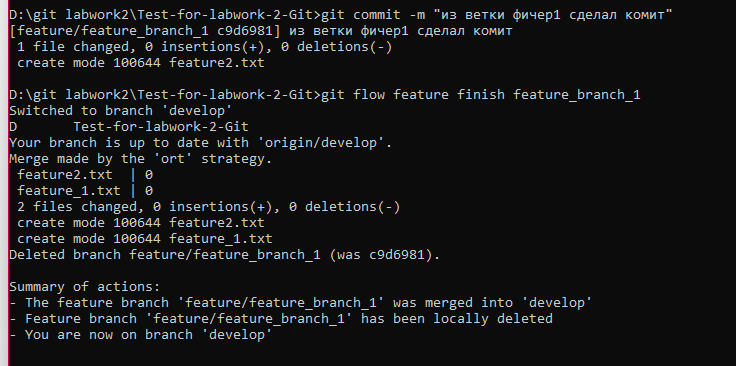 D:\git labwork2\Test-for-labwork-2-Git>git commit -m "из ветки фичер1 сделал комит"
[feature/feature_branch_1 c9d6981] из ветки фичер1 сделал комит
1 file changed, 0 insertions(+), 0 deletions(-)
create mode 100644 feature2.txt
D:\git labwork2\Test-for-labwork-2-Git>git flow feature finish feature_branch_1
Switched to branch 'develop'
D       Test-for-labwork-2-Git
Your branch is up to date with 'origin/develop'.
Merge made by the 'ort' strategy.
feature2.txt  | 0
feature_1.txt | 0
2 files changed, 0 insertions(+), 0 deletions(-)
create mode 100644 feature2.txt
create mode 100644 feature_1.txt
Deleted branch feature/feature_branch_1 (was c9d6981).
Summary of actions:
- The feature branch 'feature/feature_branch_1' was merged into 'develop'
- Feature branch 'feature/feature_branch_1' has been locally deleted
- You are now on branch 'develop'